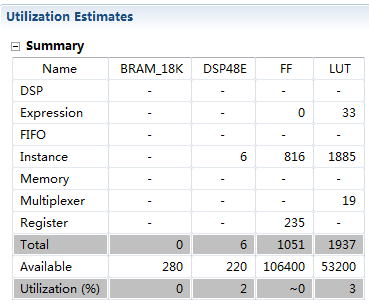 Utilization Estimates
Summary
Name BRAM_18K DSP48E FF LUT
DSP - - - -
Expression - - 0 33
FIFO - - - -
Instance - 6 816 1885
Memory - - - -
Multiplexer - - - 19
Register - - 235 -
Total 0 6 1051 1937
Available 280 220 106400 53200
Utilization (%) 0 2 ~0 3